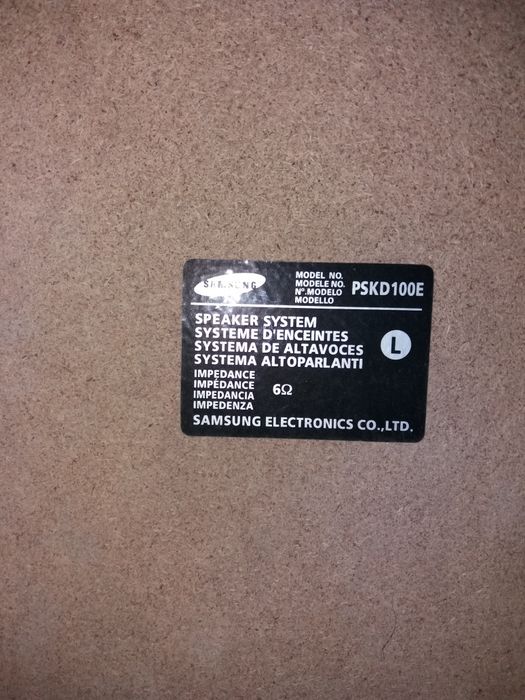 SAMSUNG
MODEL NO.
MODELE NO.
Nº.MODELO
MODELLO
PSKD100E
SPEAKER SYSTEM
SYSTEME D'ENCEINTES
SYSTEMA DE ALTAVOCES
SYSTEMA ALTOPARLANTI
L
IMPEDANCE
IMPÉDANCE
IMPEDANCIA
IMPEDENZA
6Ω
SAMSUNG ELECTRONICS CO.,LTD.